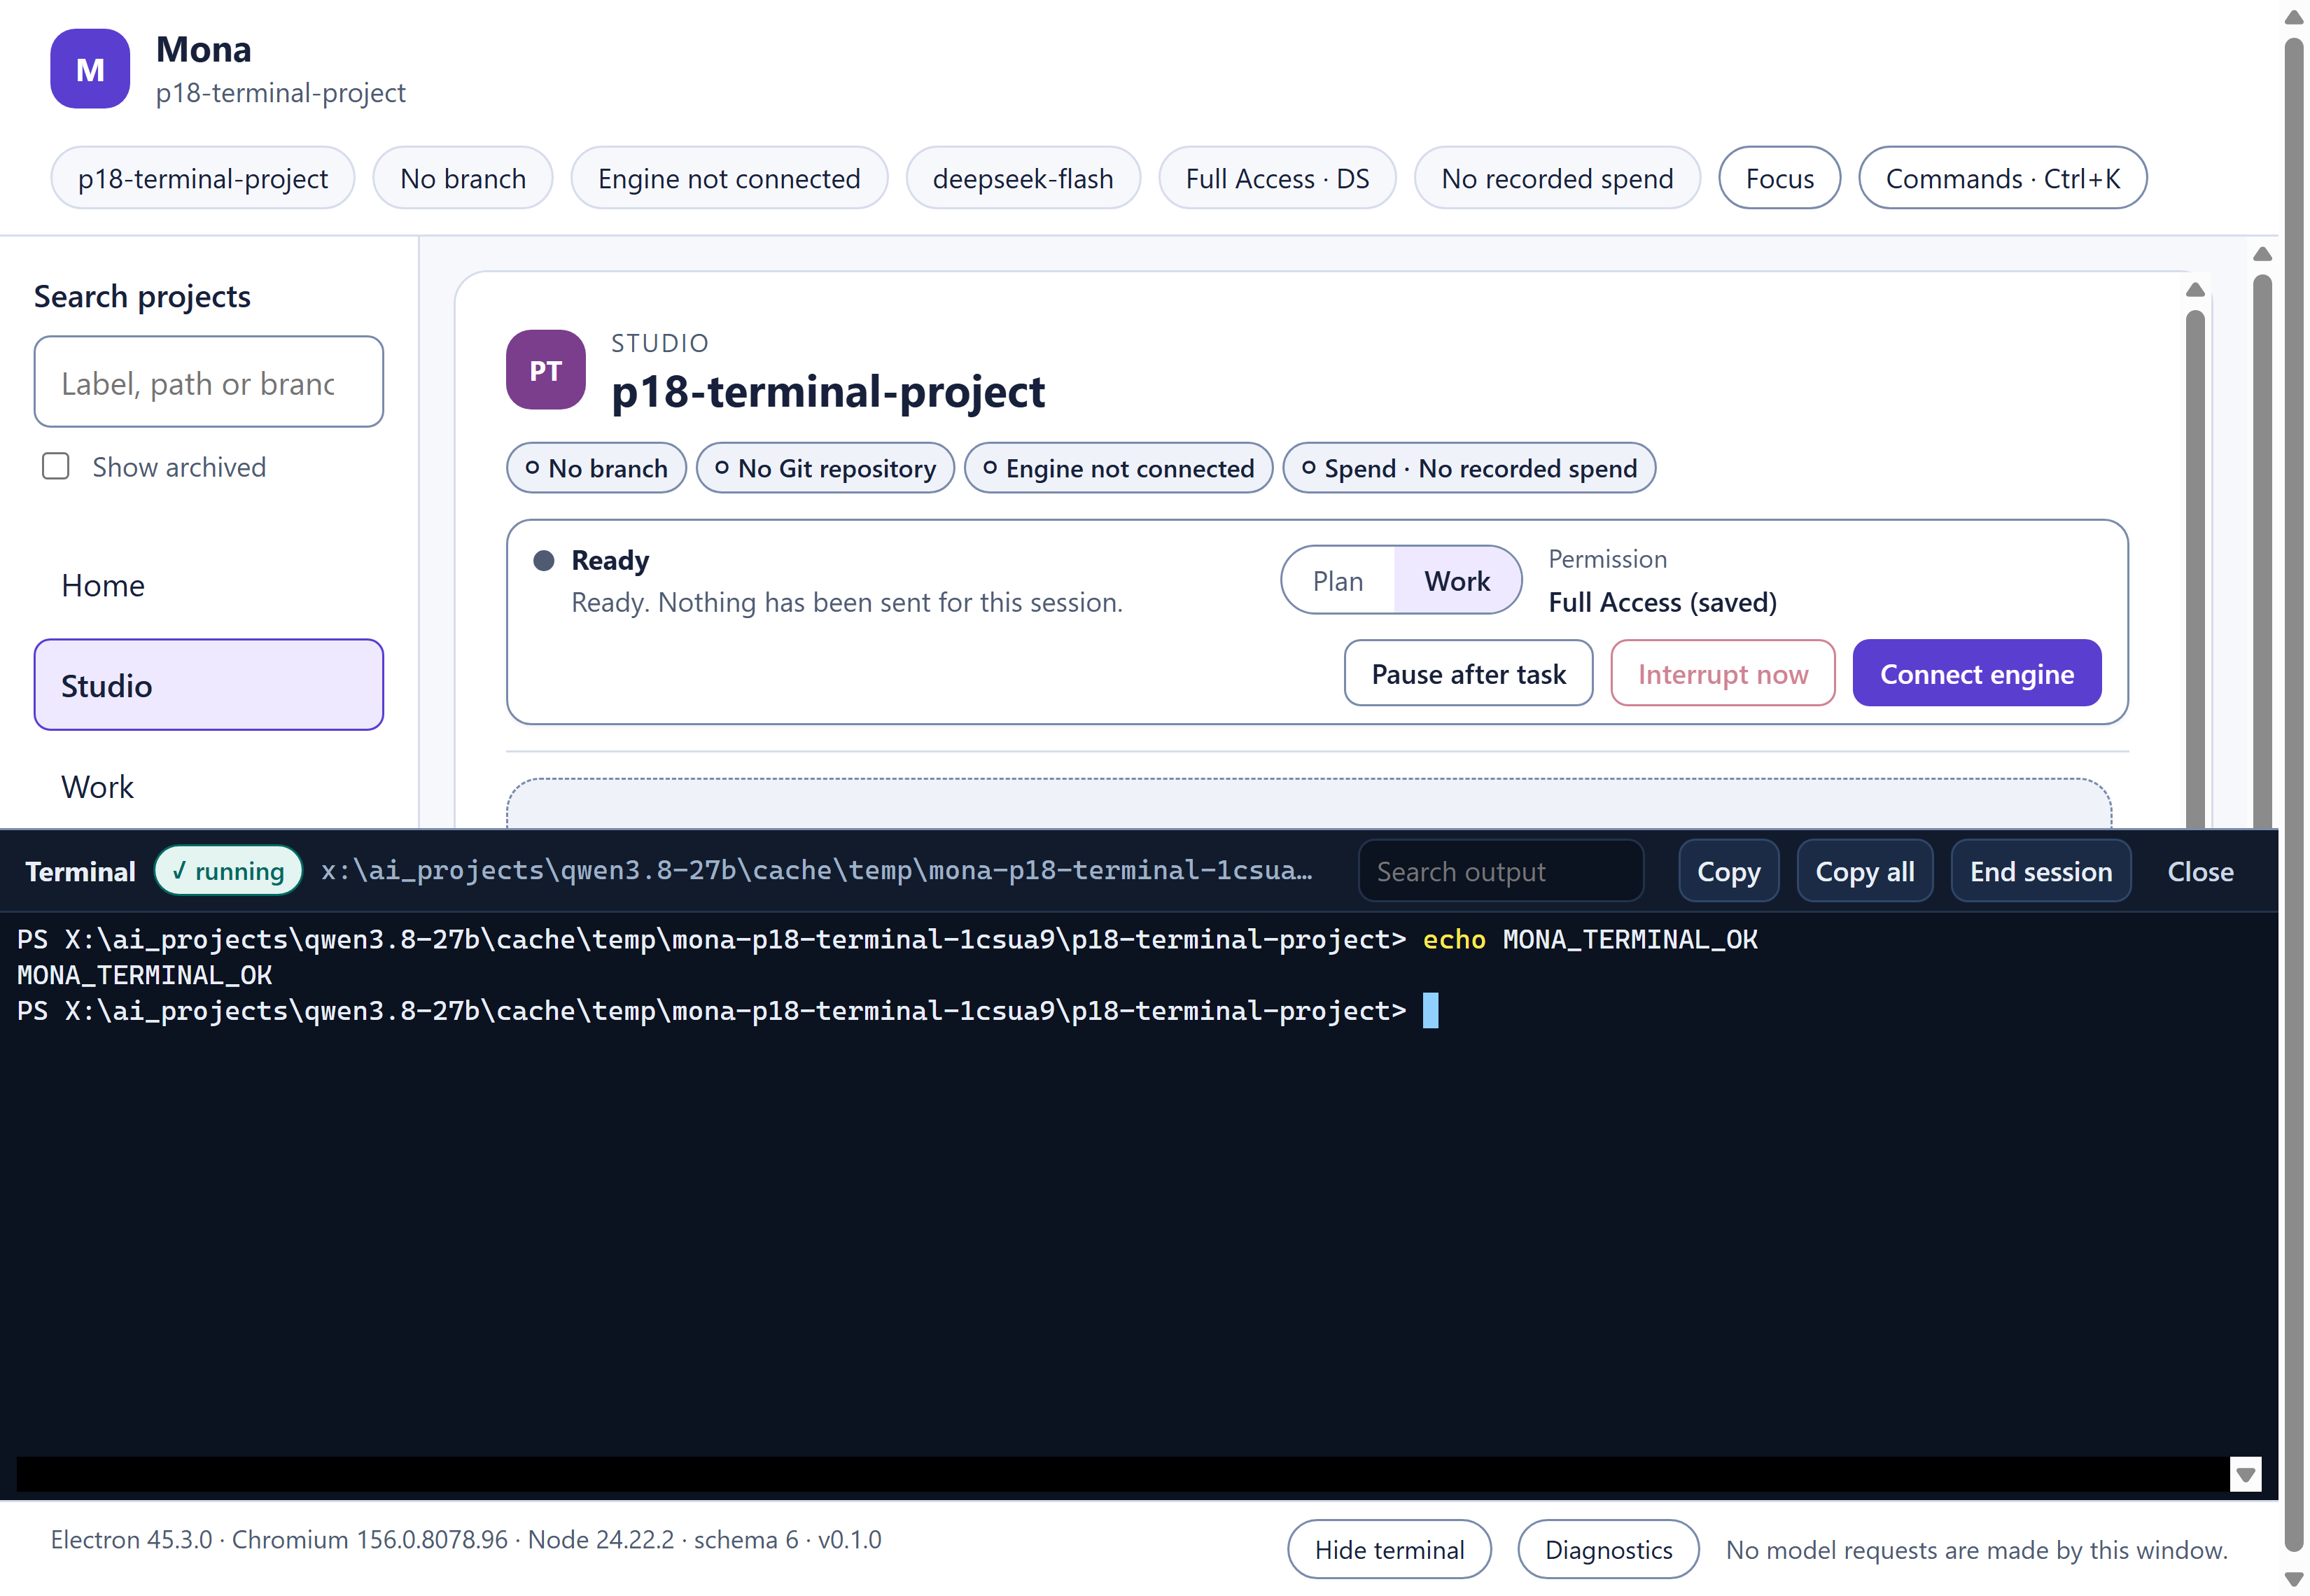 M
Mona
p18-terminal-project
p18-terminal-project
No branch
Engine not connected
deepseek-flash
Full Access · DS
No recorded spend
Focus
Commands · Ctrl+K
Search projects
Label, path or branc
Show archived
Home
Studio
Work
PT
STUDIO
p18-terminal-project
No branch
No Git repository
Engine not connected
Spend · No recorded spend
Ready
Ready. Nothing has been sent for this session.
Plan
Work
Permission
Full Access (saved)
Pause after task
Interrupt now
Connect engine
Terminal
✓ running
x:\ai_projects\qwen3.8-27b\cache\temp\mona-p18-terminal-1csua…
Search output
Copy
Copy all
End session
Close
PS X:\ai_projects\qwen3.8-27b\cache\temp\mona-p18-terminal-1csua9\p18-terminal-project> echo MONA_TERMINAL_OK
MONA_TERMINAL_OK
PS X:\ai_projects\qwen3.8-27b\cache\temp\mona-p18-terminal-1csua9\p18-terminal-project>
Electron 45.3.0 · Chromium 156.0.8078.96 · Node 24.22.2 · schema 6 · v0.1.0
Hide terminal
Diagnostics
No model requests are made by this window.